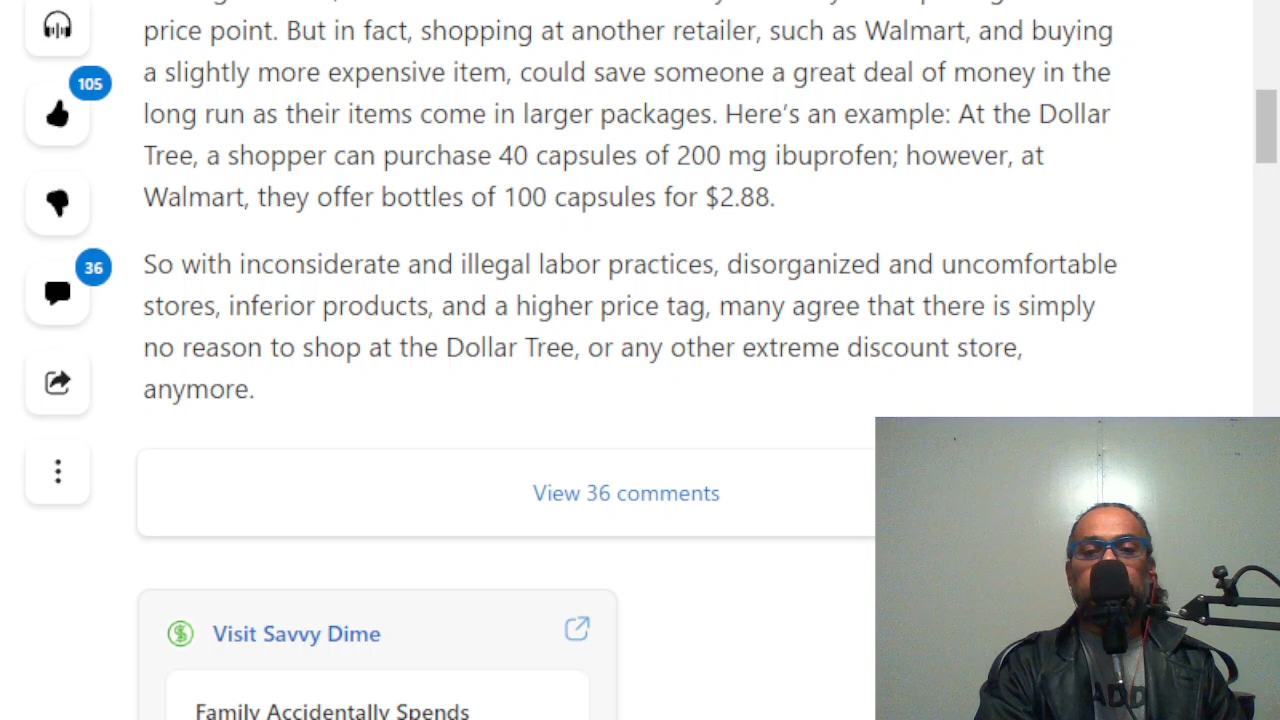 price point. But in fact, shopping at another retailer, such as Walmart, and buying
a slightly more expensive item, could save someone a great deal of money in the
long run as their items come in larger packages. Here’s an example: At the Dollar
Tree, a shopper can purchase 40 capsules of 200 mg ibuprofen; however, at
Walmart, they offer bottles of 100 capsules for $2.88.
So with inconsiderate and illegal labor practices, disorganized and uncomfortable
stores, inferior products, and a higher price tag, many agree that there is simply
no reason to shop at the Dollar Tree, or any other extreme discount store,
anymore.
105
36
View 36 comments
Visit Savvy Dime
Family Accidentally Spends